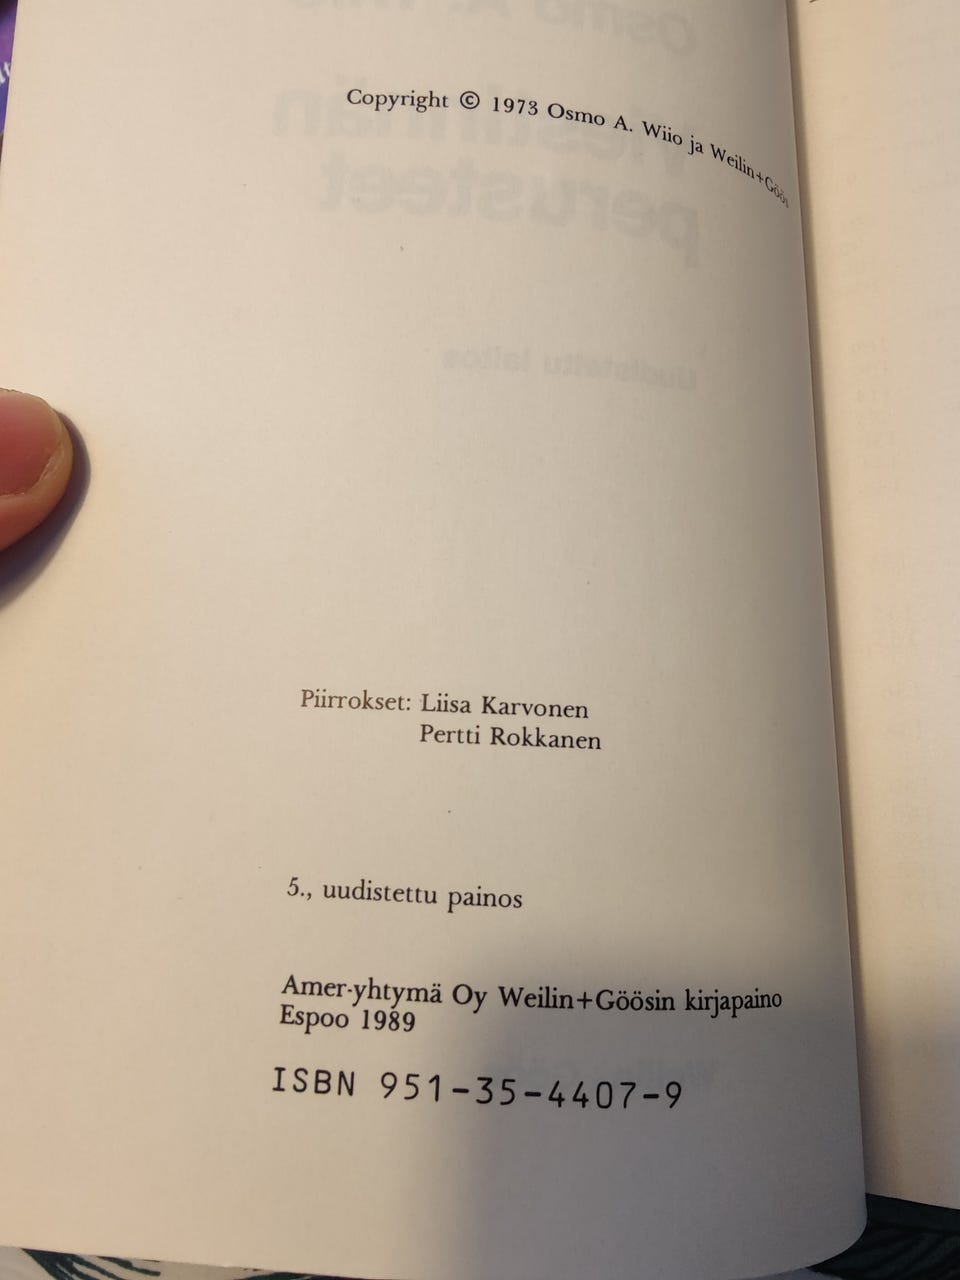 Copyright © 1973 Osmo A. Wiio ja Weilin+Göös
Piirrokset: Liisa Karvonen
Pertti Rokkanen
5., uudistettu painos
Amer-yhtymä Oy Weilin+Göösin kirjapaino
Espoo 1989
ISBN 951-35-4407-9